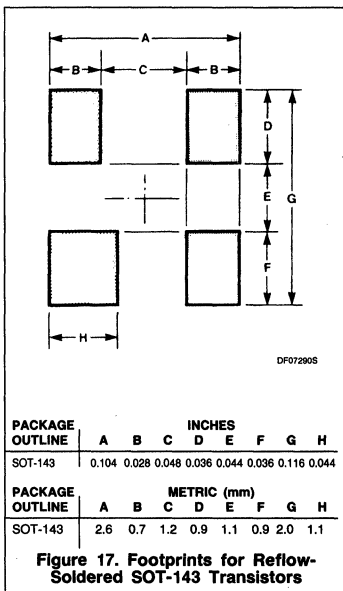 A
B C B
D
E G
F
H
DF07290S
PACKAGE INCHES
OUTLINE A B C D E F G H
SOT-143 0.104 0.028 0.048 0.036 0.044 0.036 0.116 0.044
PACKAGE METRIC (mm)
OUTLINE A B C D E F G H
SOT-143 2.6 0.7 1.2 0.9 1.1 0.9 2.0 1.1
Figure 17. Footprints for Reflow-
Soldered SOT-143 Transistors